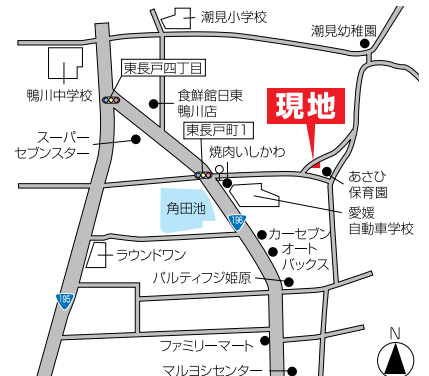 潮見小学校
潮見幼稚園
東長戸四丁目
鴨川中学校
食鮮館日東
鴨川店
現地
東長戸町1
スーパー
セブンスター
焼肉いしかわ
あさひ
保育園
角田池
196
愛媛
自動車学校
カーセブン
オート
バックス
ラウンドワン
パルティフジ姫原
195
ファミリーマート
マルヨシセンター
N